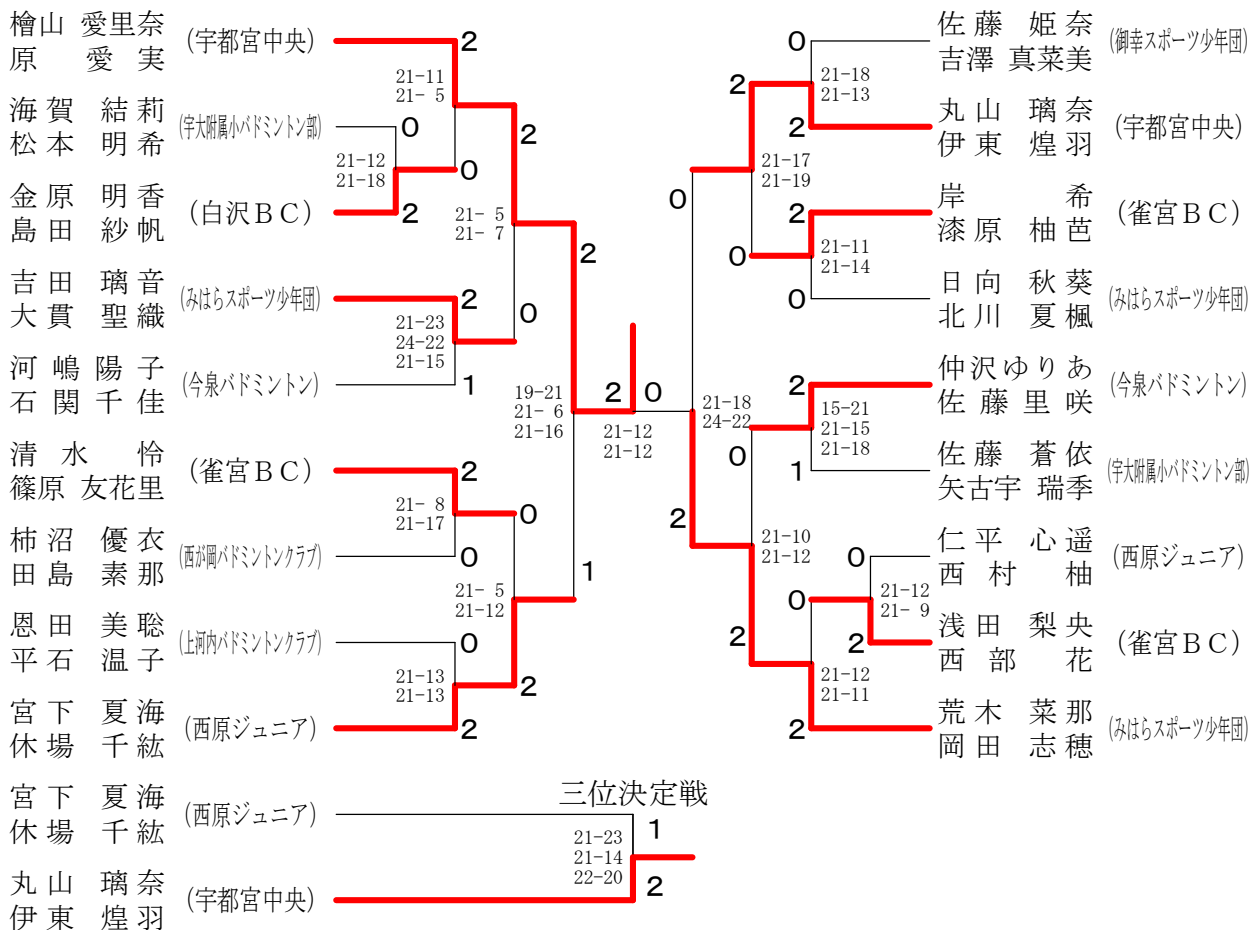 檜山 愛里奈
原 愛 実
(宇都宮中央)
2
21-11
21- 5
海賀 結莉
松本 明希
(宇大附属小バドミントン部)
0
2
21-12
21-18
0
金原 明香
島田 紗帆
(白沢BC)
2
21- 5
21- 7
2
吉田 璃音
大貫 聖織
(みはらスポーツ少年団)
2
0
21-23
24-22
21-15
河嶋陽子
石関千佳
(今泉バドミントン)
1
19-21
21- 6
21-16
清水 怜
篠原 友花里
(雀宮BC)
2
21- 8
21-17
0
柿沼 優衣
田島 素那
(西が岡バドミントンクラブ)
0
1
21- 5
21-12
恩田 美聡
平石 温子
(上河内バドミントンクラブ)
0
21-13
21-13
2
宮下 夏海
休場 千紘
(西原ジュニア)
2
2
0
21-12
21-12
佐藤 姫奈
吉澤 真菜美
(御幸スポーツ少年団)
0
21-18
21-13
2
丸山 璃奈
伊東 煌羽
(宇都宮中央)
2
21-17
21-19
0
岸 希
漆原 柚芭
(雀宮BC)
2
0
21-11
21-14
日向 秋葵
北川 夏楓
(みはらスポーツ少年団)
0
仲沢ゆりあ
佐藤里咲
(今泉バドミントン)
2
21-18
24-22
15-21
21-15
21-18
0
佐藤 蒼依
矢古宇 瑞季
(宇大附属小バドミントン部)
1
2
21-10
21-12
仁平 心遥
西村 柚
(西原ジュニア)
0
21-12
21- 9
0
浅田 梨央
西部 花
(雀宮BC)
2
2
21-12
21-11
荒木 菜那
岡田 志穂
(みはらスポーツ少年団)
2
三位決定戦
宮下 夏海
休場 千紘
(西原ジュニア)
1
21-23
21-14
22-20
丸山 璃奈
伊東 煌羽
(宇都宮中央)
2